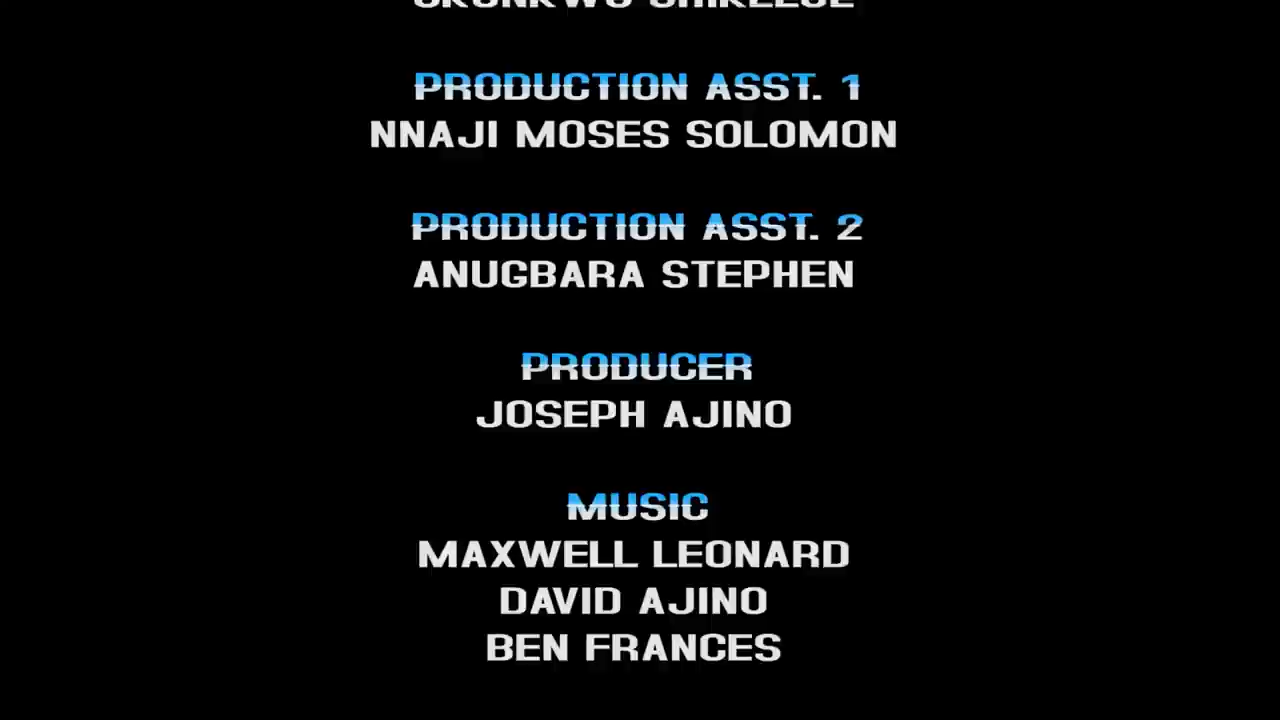 PRODUCTION ASST. 1
NNAJI MOSES SOLOMON
PRODUCTION ASST. 2
ANUGBARA STEPHEN
PRODUCER
JOSEPH AJINO
MUSIC
MAXWELL LEONARD
DAVID AJINO
BEN FRANCES